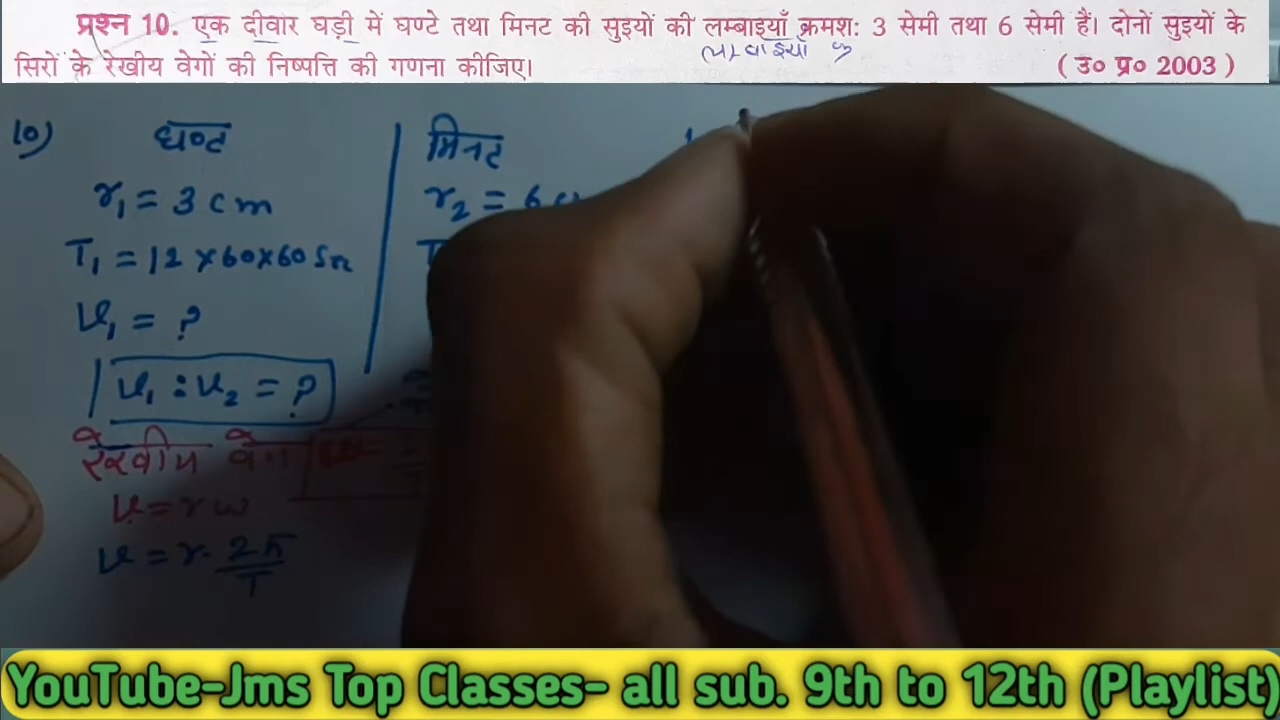 प्रश्न 10. एक दीवार घड़ी में घण्टे तथा मिनट की सुइयों की लम्बाइयाँ क्रमशः 3 सेमी तथा 6 सेमी हैं। दोनों सुइयों के
सिरों के रेखीय वेगों की निष्पत्ति की गणना कीजिए।
( उ० प्र० 2003 )
10)
घण्ट
मिनट
r₁ = 3 cm
r₂ = 6
T₁ = 12 ×60×60 Sec
T
v₁ = ?
v₁ : v₂ = ?
रेखीय वेग
v = rω
v = r· 2π/T
YouTube-Jms Top Classes- all sub. 9th to 12th (Playlist)